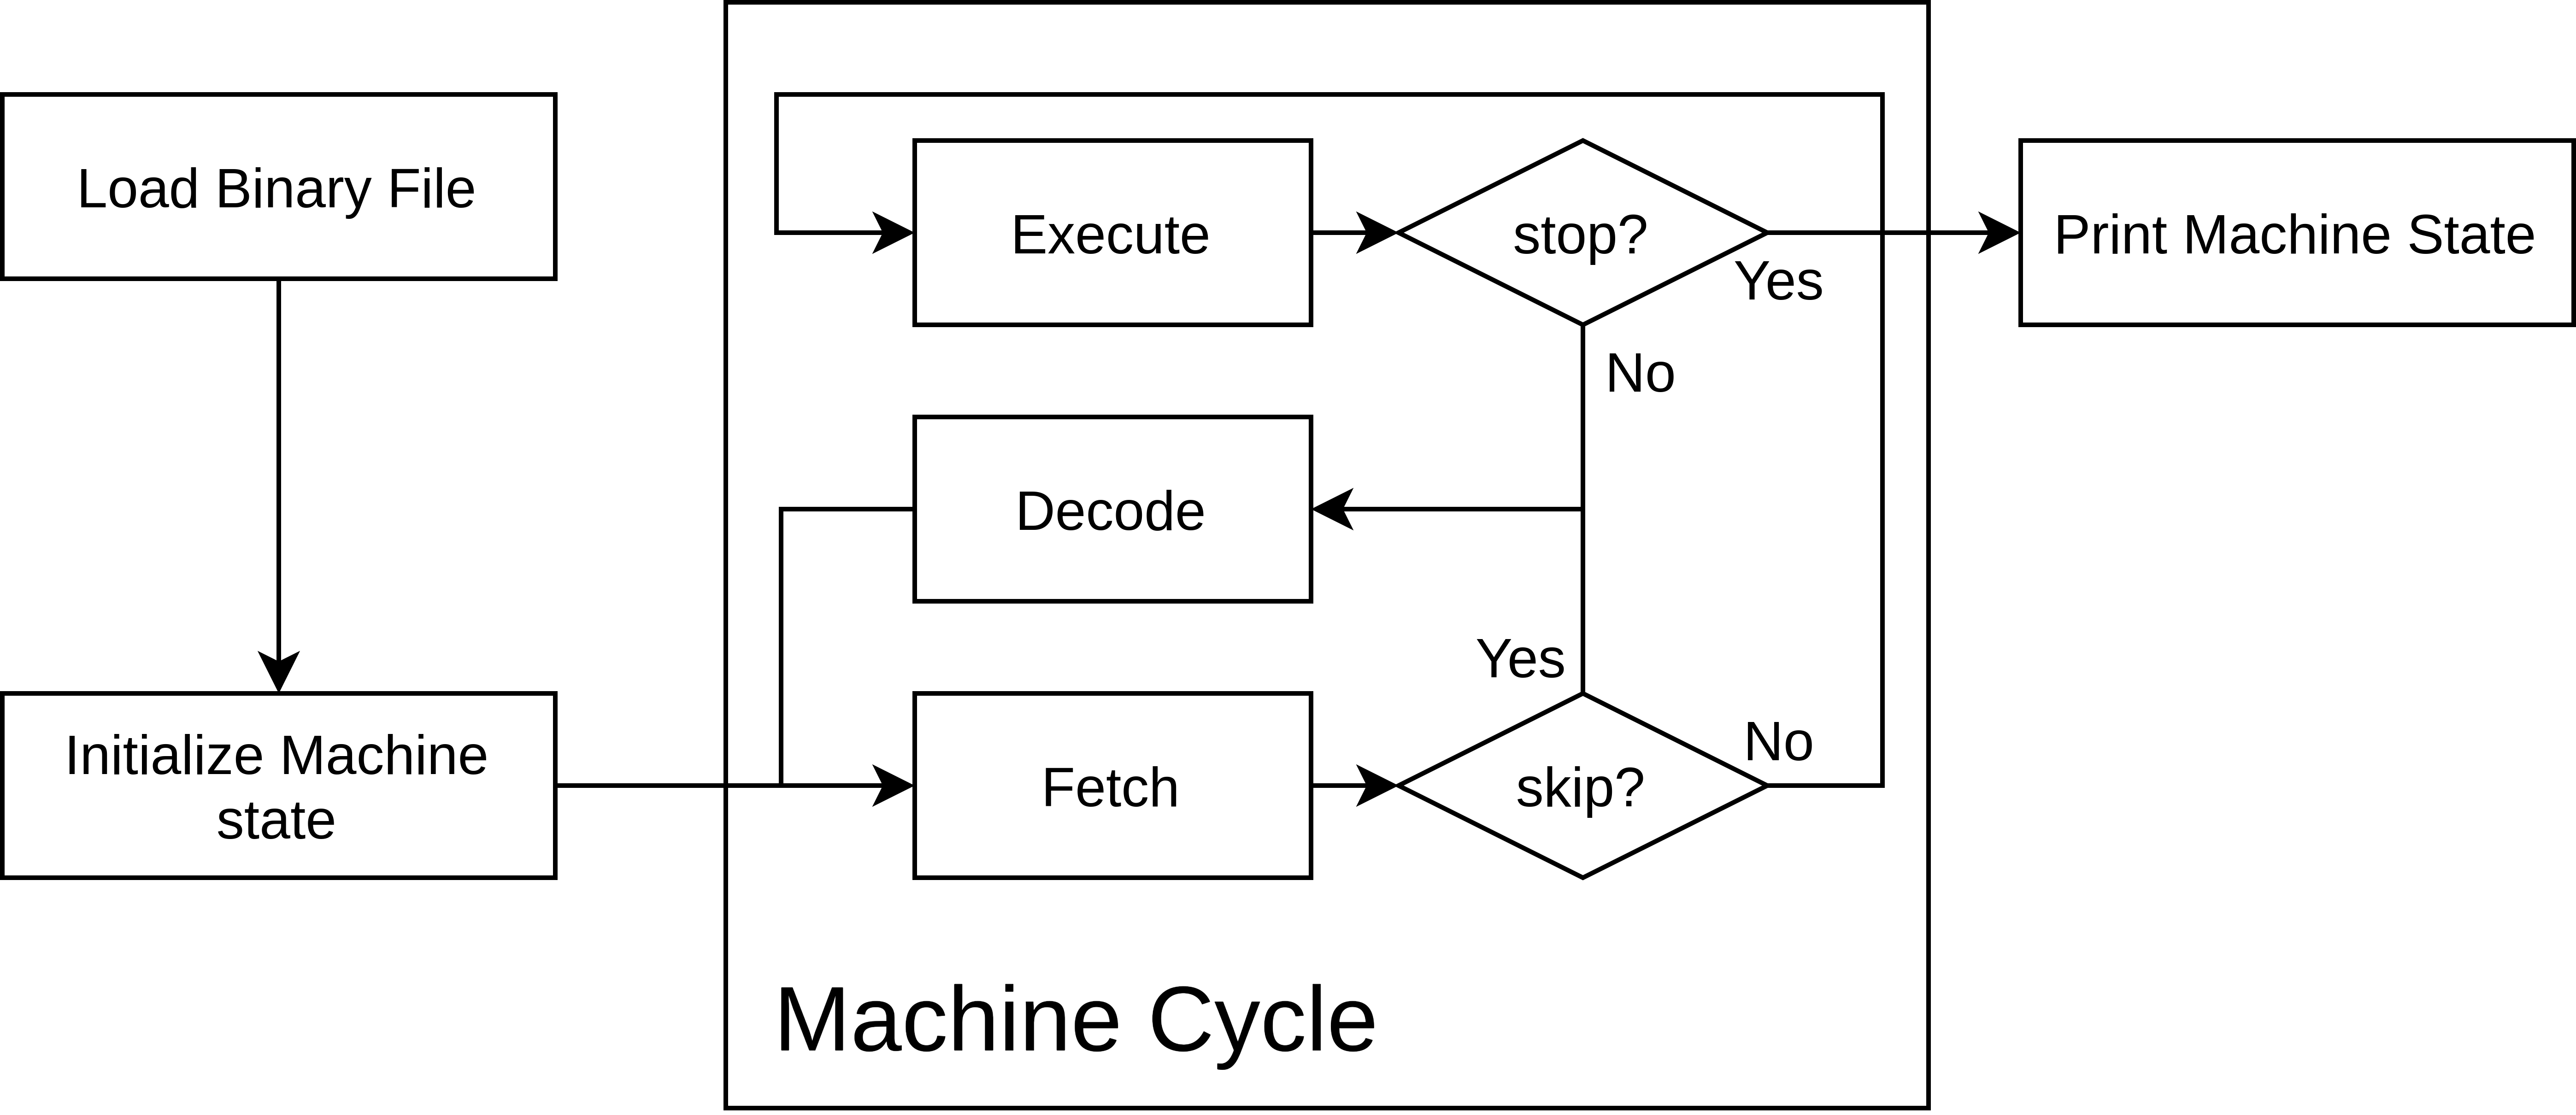 Load Binary File
Execute
stop?
Print Machine State
Yes
No
Decode
Yes
Initialize Machine
state
Fetch
skip?
No
Machine Cycle